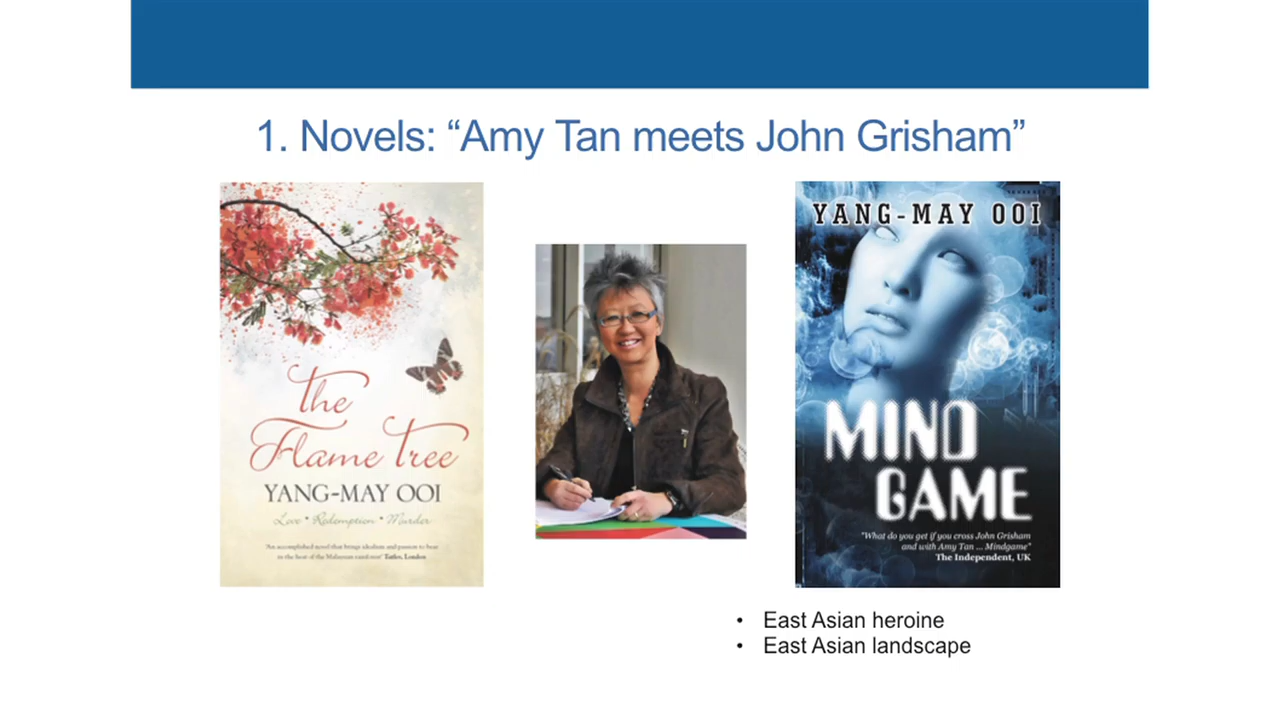 1. Novels: “Amy Tan meets John Grisham”
the
Flame Tree
YANG-MAY OOI
Love • Redemption • Murder
'An accomplished novel that brings idealism and passion to bear
in the heart of the Malaysian rainforest' Tatler, London
YANG-MAY OOI
MIND
GAME
"What do you get if you cross John Grisham
and with Amy Tan ... Mindgame"
The Independent, UK
• East Asian heroine
• East Asian landscape